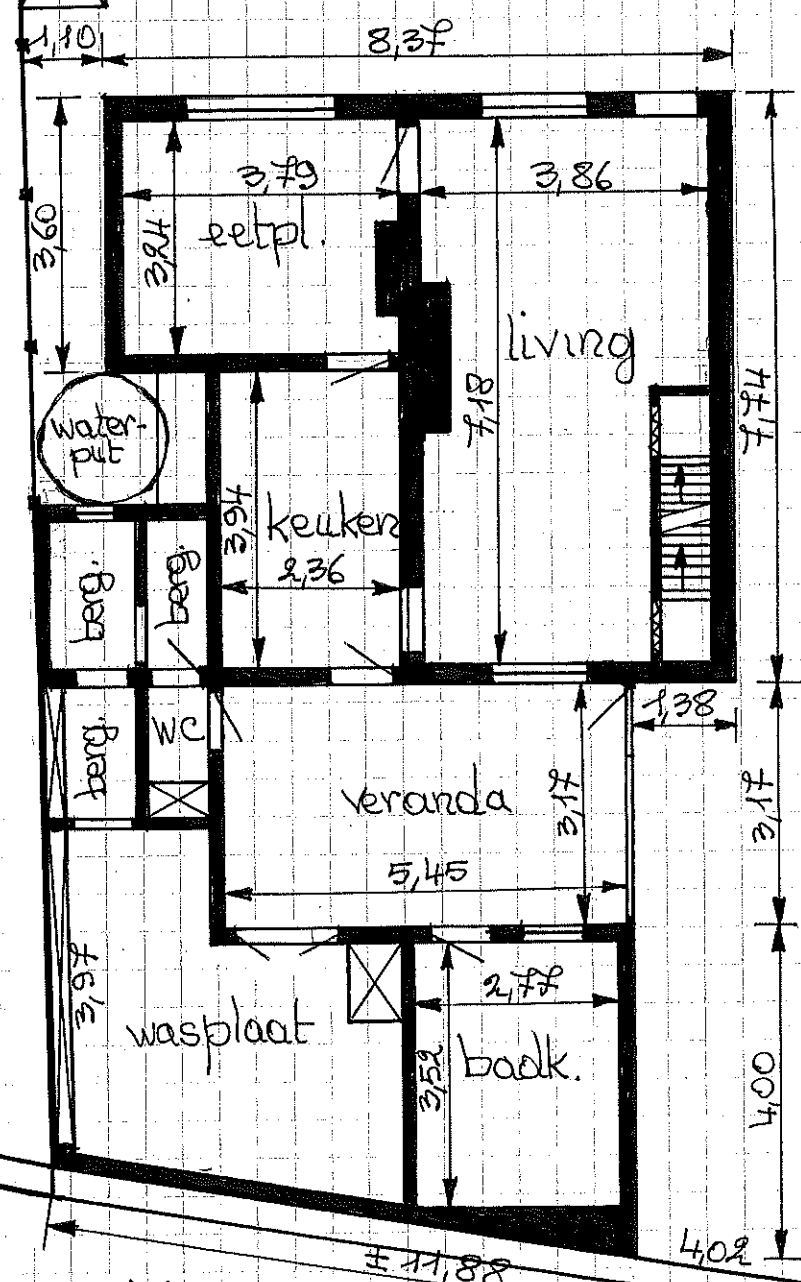 1,10
8,37
3,79
3,86
3,60
3,24
eetpl.
living
7,18
7,74
water-
put
3,94
keuken
2,36
berg.
berg.
berg.
WC
1,38
veranda
3,17
3,17
5,45
3,97
wasplaat
2,77
3,52
badk.
4,00
4,02
± 11,88